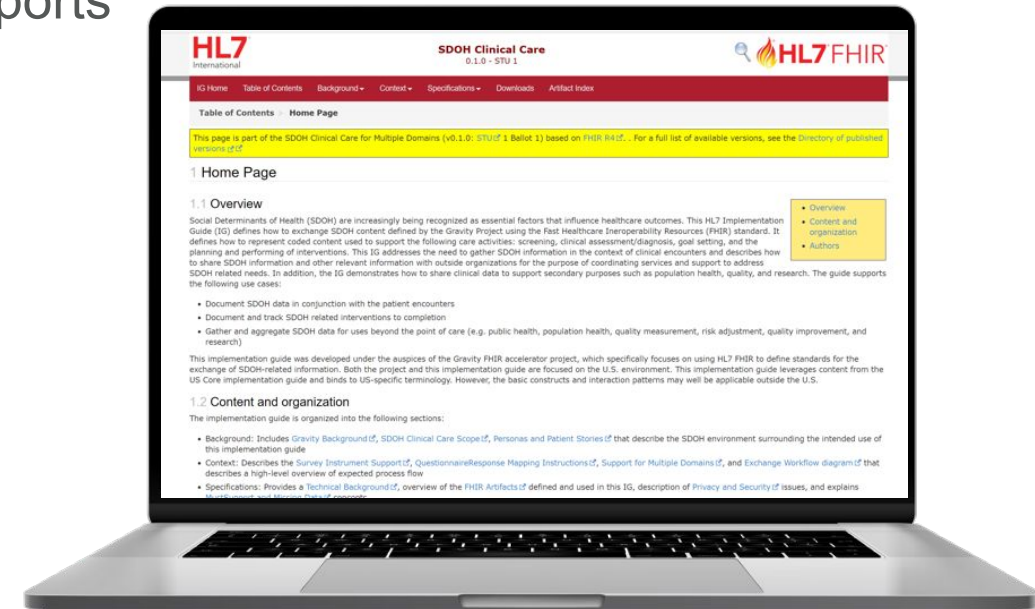 HL7
International
SDOH Clinical Care
0.1.0 - STU 1
HL7 FHIR®
IG Home Table of Contents Background Context Specifications Downloads Artifact Index
Table of Contents Home Page
This page is part of the SDOH Clinical Care for Multiple Domains (v0.1.0: STU 1 Ballot 1) based on FHIR R4. . For a full list of available versions, see the Directory of published
versions
1 Home Page
1.1 Overview
Social Determinants of Health (SDOH) are increasingly being recognized as essential factors that influence healthcare outcomes. This HL7 Implementation
Guide (IG) defines how to exchange SDOH content defined by the Gravity Project using the Fast Healthcare Ineroperability Resources (FHIR) standard. It
defines how to represent coded content used to support the following care activities: screening, clinical assessment/diagnosis, goal setting, and the
planning and performing of interventions. This IG addresses the need to gather SDOH information in the context of clinical encounters and describes how
to share SDOH information and other relevant information with outside organizations for the purpose of coordinating services and support to address
SDOH related needs. In addition, the IG demonstrates how to share clinical data to support secondary purposes such as population health, quality, and research. The guide supports
the following use cases:
• Overview
• Content and
organization
• Authors
• Document SDOH data in conjunction with the patient encounters
• Document and track SDOH related interventions to completion
• Gather and aggregate SDOH data for uses beyond the point of care (e.g. public health, population health, quality measurement, risk adjustment, quality improvement, and
research)
This implementation guide was developed under the auspices of the Gravity FHIR accelerator project, which specifically focuses on using HL7 FHIR to define standards for the
exchange of SDOH-related information. Both the project and this implementation guide are focused on the U.S. environment. This implementation guide leverages content from the
US Core implementation guide and binds to US-specific terminology. However, the basic constructs and interaction patterns may well be applicable outside the U.S.
1.2 Content and organization
The implementation guide is organized into the following sections:
• Background: Includes Gravity Background, SDOH Clinical Care Scope, Personas and Patient Stories that describe the SDOH environment surrounding the intended use of
this implementation guide
• Context: Describes the Survey Instrument Support, QuestionnaireResponse Mapping Instructions, Support for Multiple Domains, and Exchange Workflow diagram that
describes a high-level overview of expected process flow
• Specifications: Provides a Technical Background, overview of the FHIR Artifacts defined and used in this IG, description of Privacy and Security issues, and explains
MustSupport and Missing Data concepts